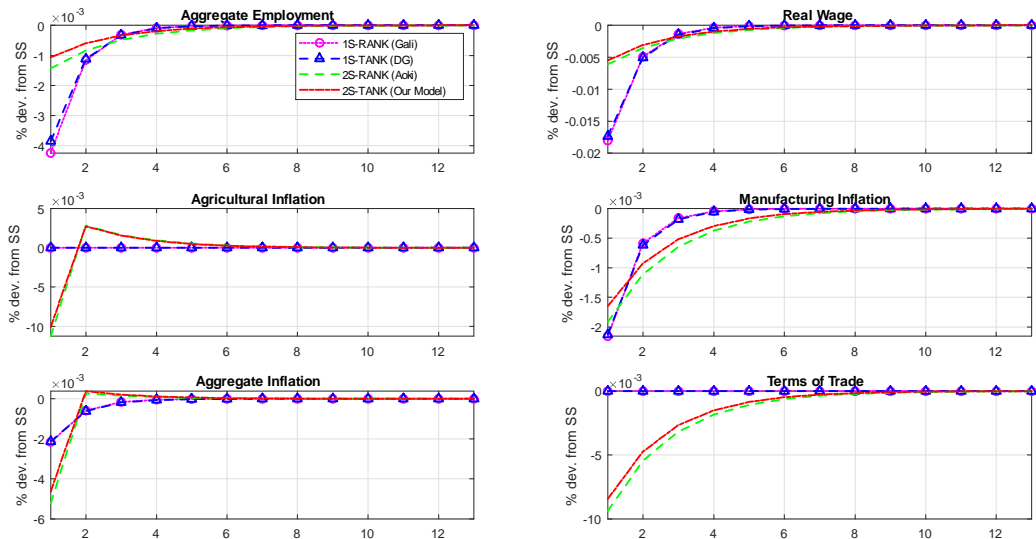 Aggregate Employment
×10⁻³
0
-1
-2
-3
-4
% dev. from SS
2 4 6 8 10 12
1S-RANK (Gali)
1S-TANK (DG)
2S-RANK (Aoki)
2S-TANK (Our Model)
Real Wage
0
-0.005
-0.01
-0.015
-0.02
% dev. from SS
2 4 6 8 10 12
Agricultural Inflation
×10⁻³
5
0
-5
-10
% dev. from SS
2 4 6 8 10 12
Manufacturing Inflation
×10⁻³
0
-0.5
-1
-1.5
-2
% dev. from SS
2 4 6 8 10 12
Aggregate Inflation
×10⁻³
0
-2
-4
-6
% dev. from SS
2 4 6 8 10 12
Terms of Trade
×10⁻³
0
-5
-10
% dev. from SS
2 4 6 8 10 12